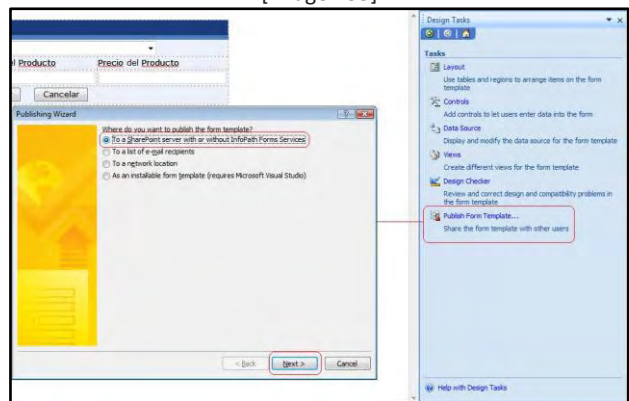 Design Tasks
Tasks
Layout
Use tables and regions to arrange items on the form
template
Controls
Add controls to let users enter data into the form
Data Source
Display and modify the data source for the form template
Views
Create different views for the form template
Design Checker
Review and correct design and compatibility problems in
the form template
Publish Form Template...
Share the form template with other users
Help with Design Tasks
Producto Precio del Producto
Cancelar
Publishing Wizard
Where do you want to publish the form template?
To a SharePoint server with or without InfoPath Forms Services
To a list of e-mail recipients
To a network location
As an installable form template (requires Microsoft Visual Studio)
< Back Next > Cancel